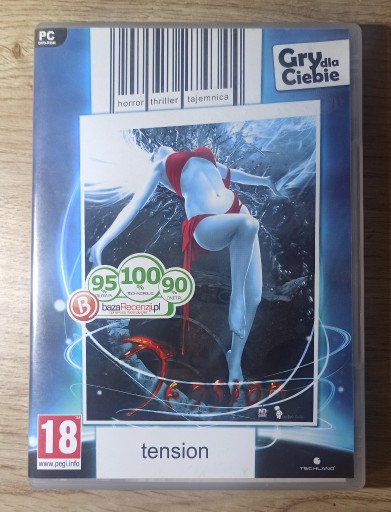 PC
DVD-ROM
horror thriller tajemnica
Gry dla
Ciebie
95
100
%
90
bazaRecenzji.pl
18
www.pegi.info
tension
TECHLAND